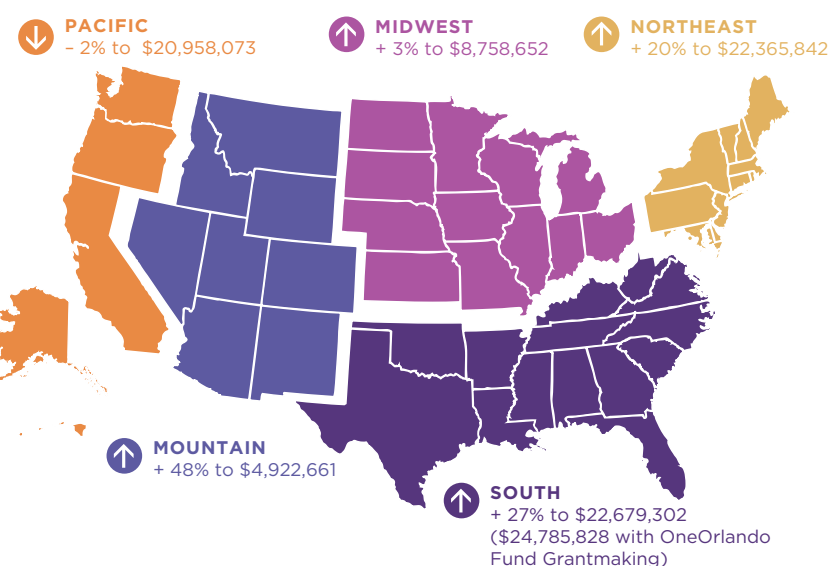 PACIFIC
– 2% to $20,958,073
MIDWEST
+ 3% to $8,758,652
NORTHEAST
+ 20% to $22,365,842
MOUNTAIN
+ 48% to $4,922,661
SOUTH
+ 27% to $22,679,302
($24,785,828 with OneOrlando
Fund Grantmaking)